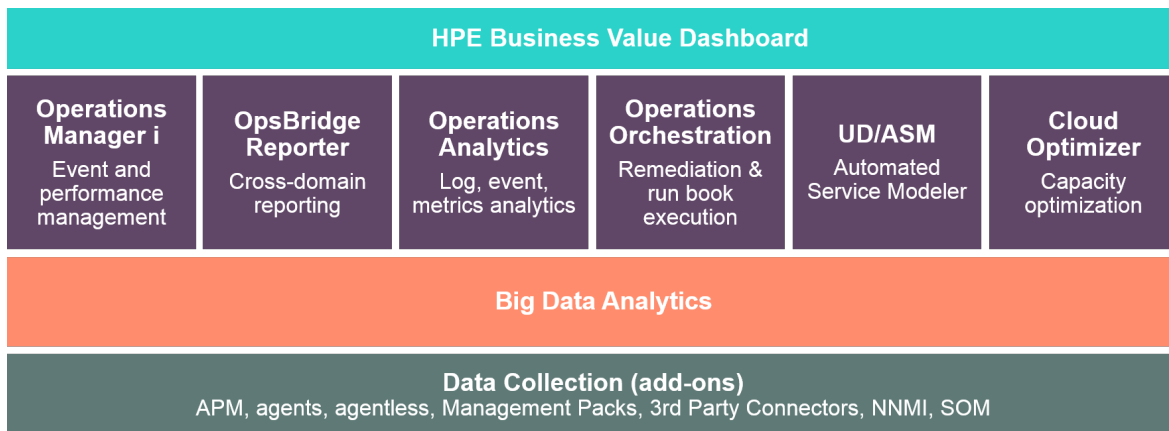 HPE Business Value Dashboard
Operations
Manager i
Event and
performance
management
OpsBridge
Reporter
Cross-domain
reporting
Operations
Analytics
Log, event,
metrics analytics
Operations
Orchestration
Remediation &
run book
execution
UD/ASM
Automated
Service Modeler
Cloud
Optimizer
Capacity
optimization
Big Data Analytics
Data Collection (add-ons)
APM, agents, agentless, Management Packs, 3rd Party Connectors, NNMI, SOM